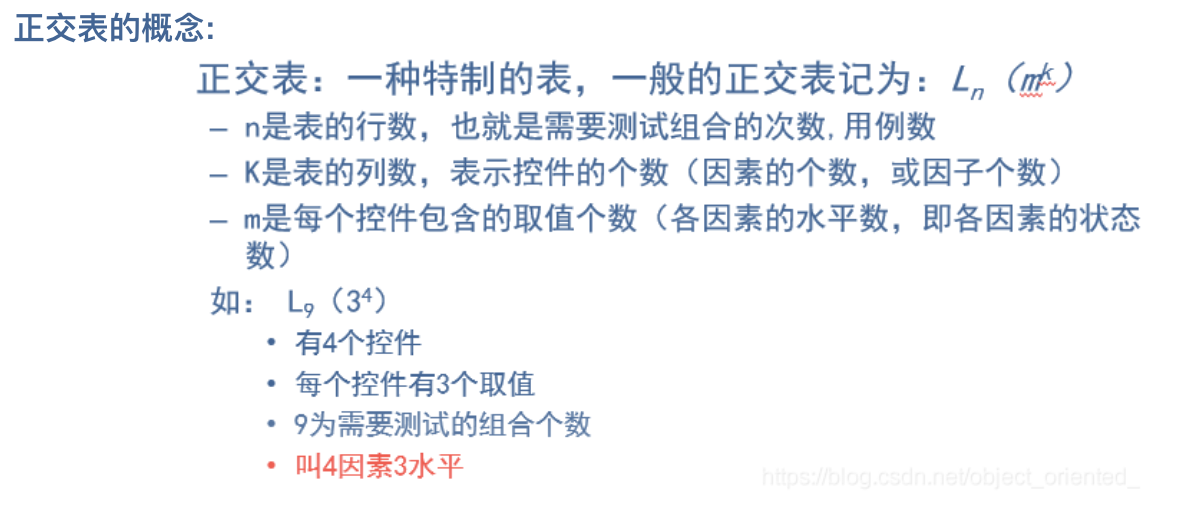 正交表的概念:
正交表：一种特制的表，一般的正交表记为：Lₙ（mᵏ）
– n是表的行数，也就是需要测试组合的次数,用例数
– K是表的列数，表示控件的个数（因素的个数，或因子个数）
– m是每个控件包含的取值个数（各因素的水平数，即各因素的状态
数）
如： L₉（3⁴）
• 有4个控件
• 每个控件有3个取值
• 9为需要测试的组合个数
• 叫4因素3水平
https://blog.csdn.net/object_oriented_